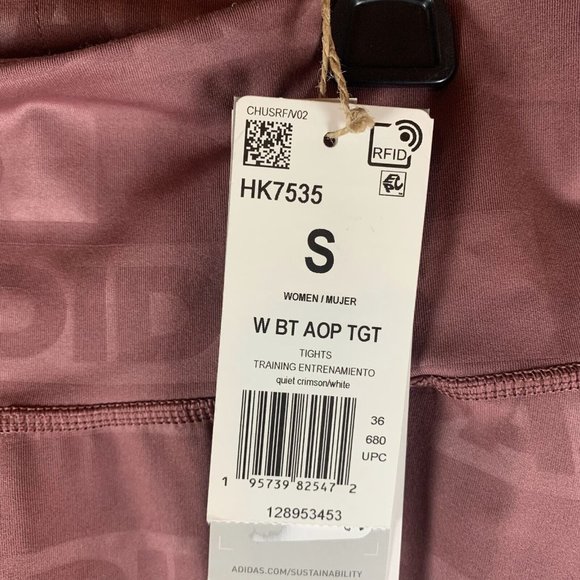 CHUSRF/V02
RFID
HK7535
S
WOMEN / MUJER
W BT AOP TGT
TIGHTS
TRAINING ENTRENAMIENTO
quiet crimson/white
36
680
UPC
1 95739 82547 2
128953453
ADIDAS.COM/SUSTAINABILITY
DID